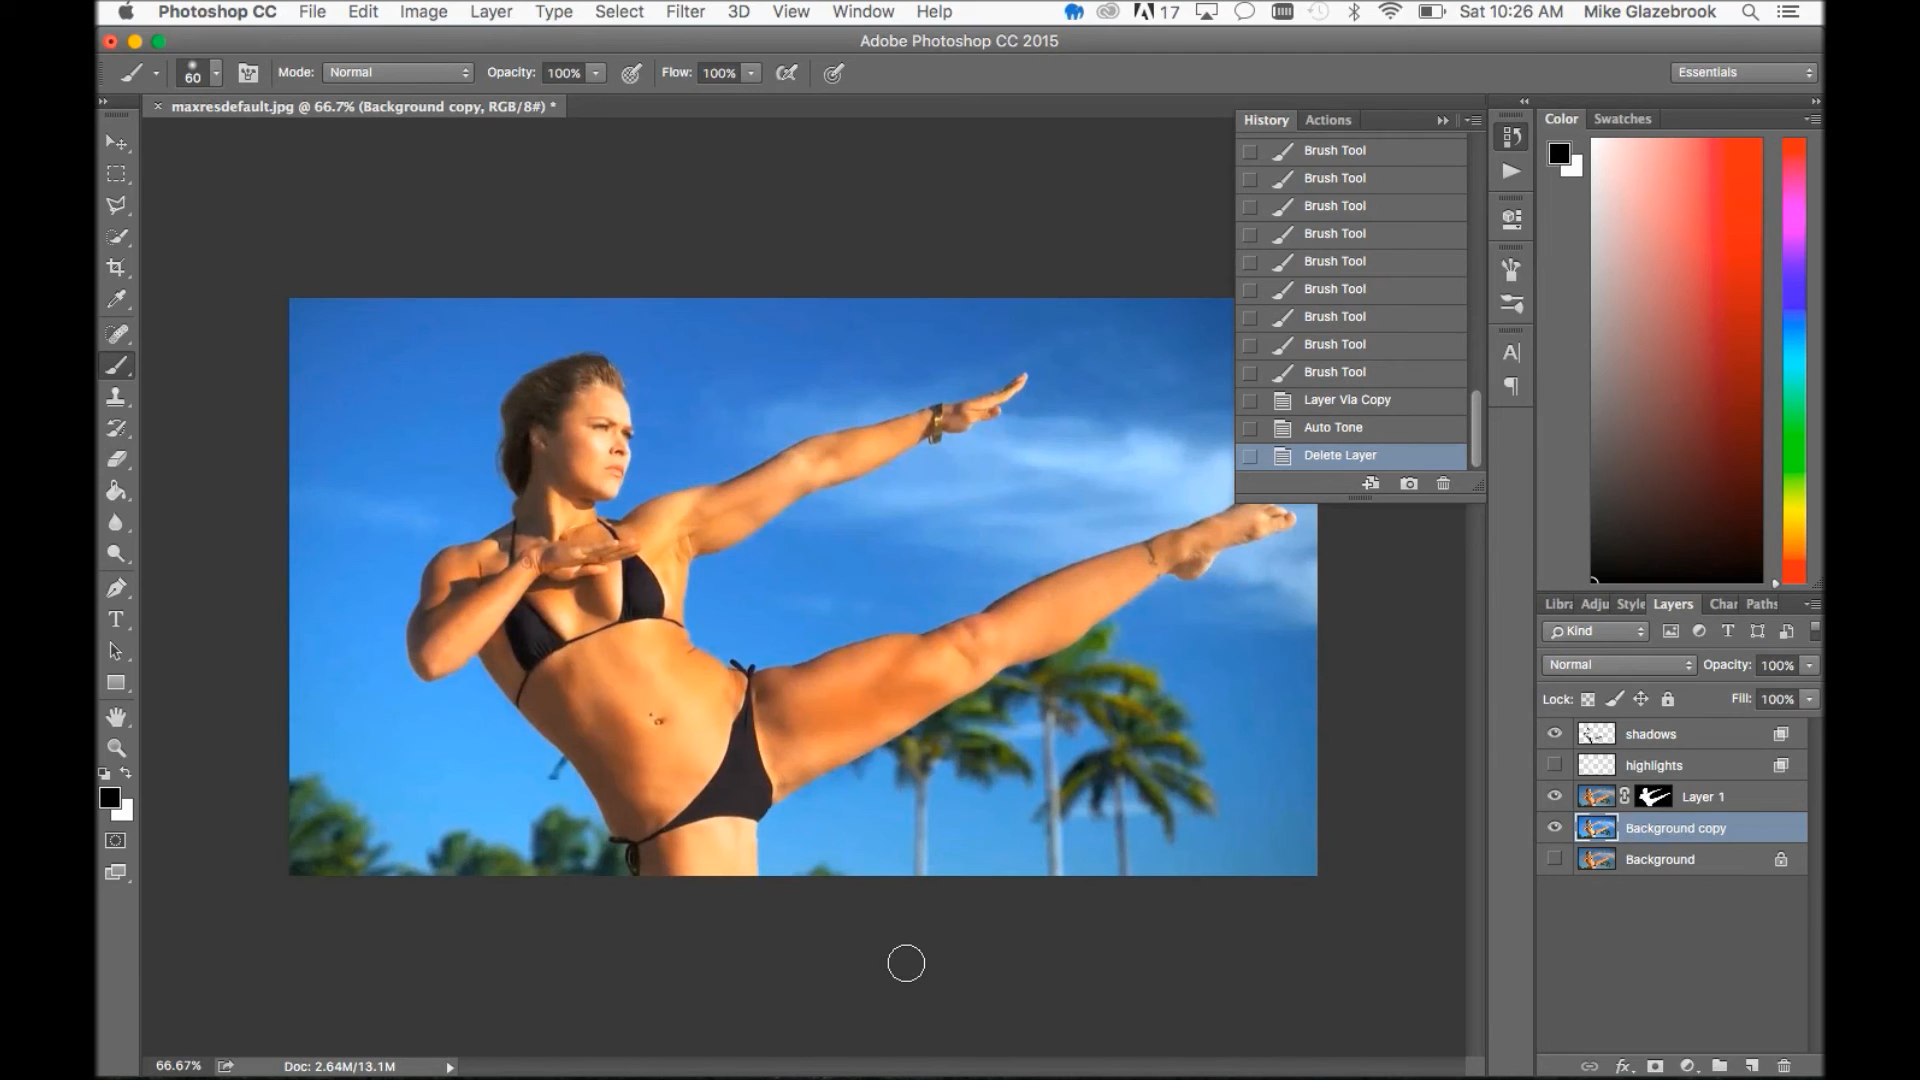 Photoshop CC File Edit Image Layer Type Select Filter 3D View Window Help 17 Sat 10:26 AM Mike Glazebrook
Adobe Photoshop CC 2015
60 Mode: Normal Opacity: 100% Flow: 100% Essentials
× maxresdefault.jpg @ 66.7% (Background copy, RGB/8#) *
History Actions
Brush Tool
Brush Tool
Brush Tool
Brush Tool
Brush Tool
Brush Tool
Brush Tool
Brush Tool
Brush Tool
Layer Via Copy
Auto Tone
Delete Layer
Color Swatches
Libra Adju Style Layers Char Paths
Kind
Normal Opacity: 100%
Lock: Fill: 100%
shadows
highlights
Layer 1
Background copy
Background
66.67% Doc: 2.64M/13.1M